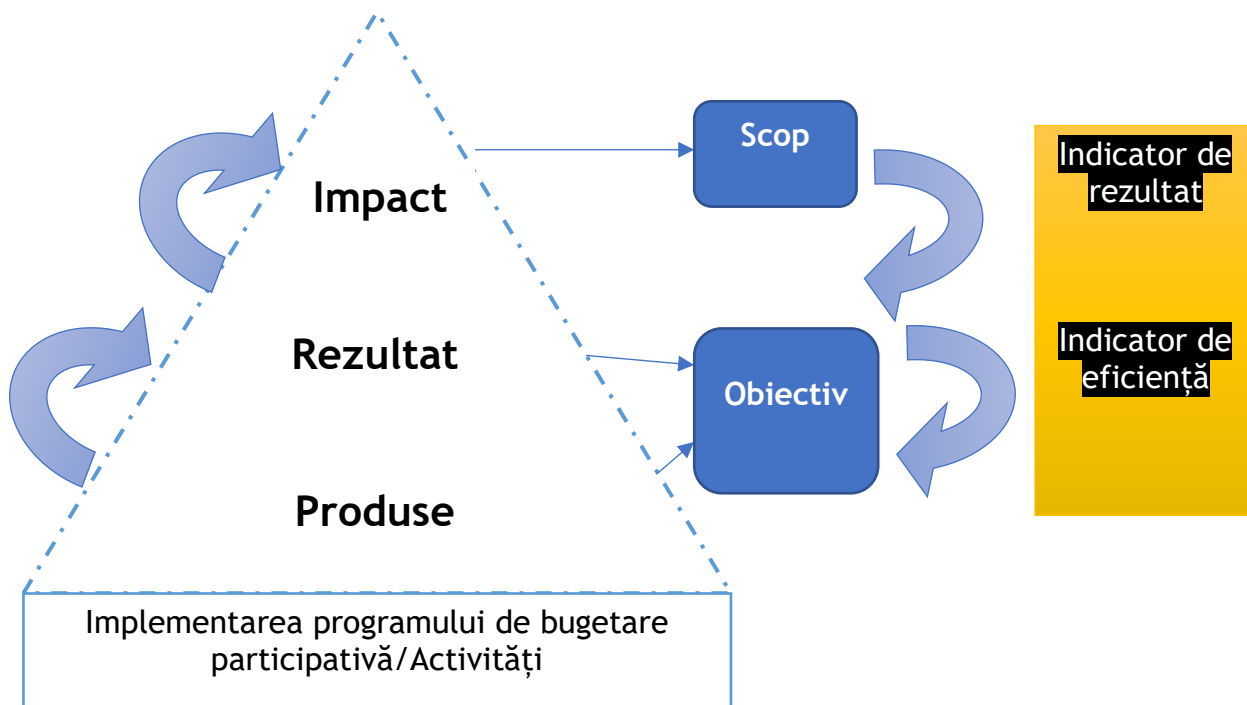 Scop
Indicator de
rezultat
Impact
Indicator de
eficiență
Rezultat
Obiectiv
Produse
Implementarea programului de bugetare
participativă/Activități